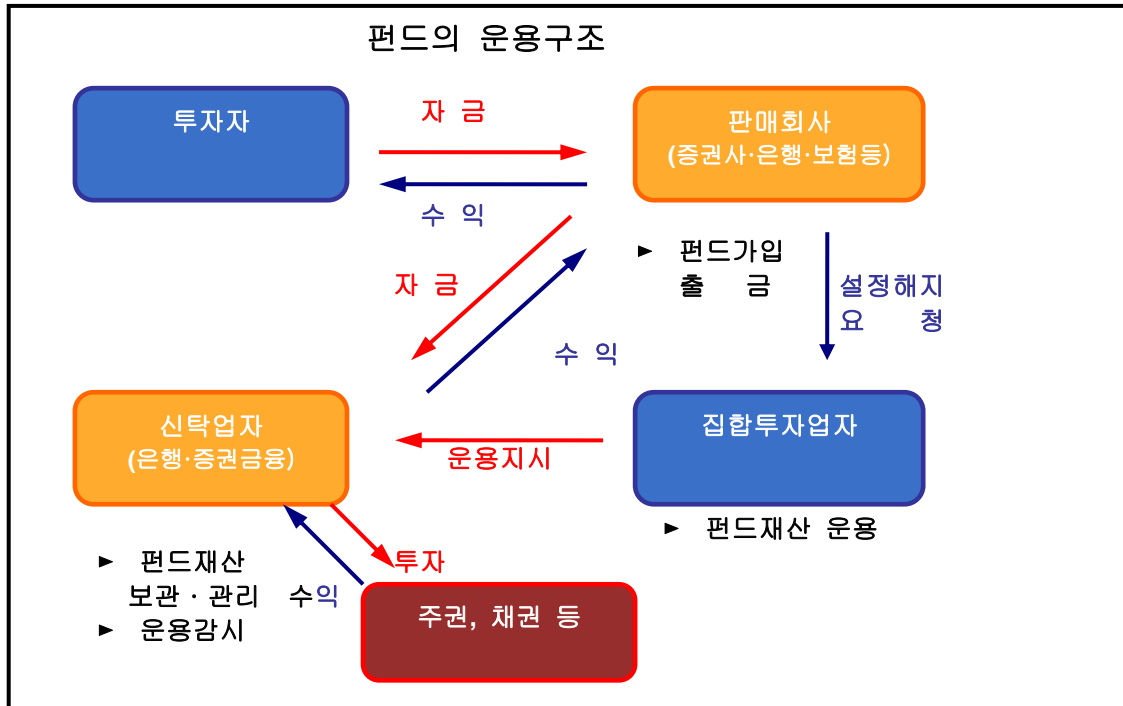 펀드의 운용구조
투자자
자 금
판매회사
(증권사·은행·보험등)
수 익
► 펀드가입
출 금
자 금
설정해지
요 청
수 익
신탁업자
(은행·증권금융)
집합투자업자
운용지시
► 펀드재산 운용
► 펀드재산
보관 · 관리
► 운용감시
수익
투자
주권, 채권 등